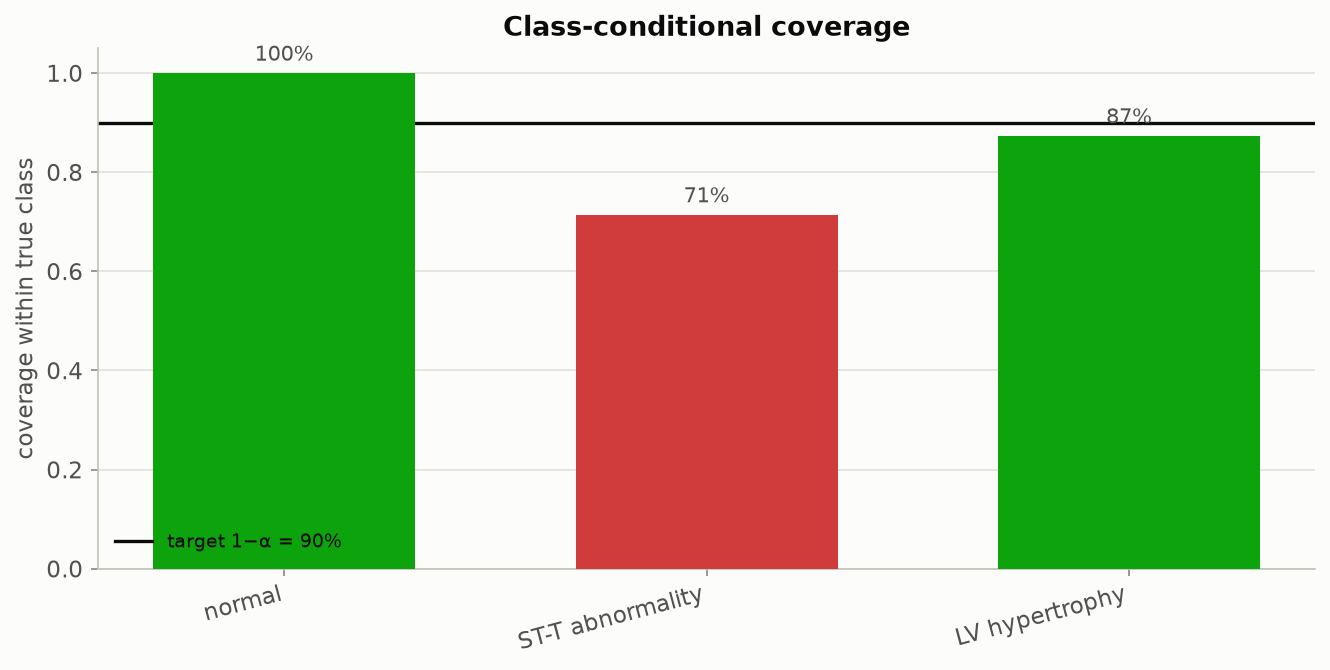 Class-conditional coverage
100%
87%
71%
1.0
0.8
0.6
0.4
0.2
0.0
coverage within true class
target 1−α = 90%
normal
ST-T abnormality
LV hypertrophy